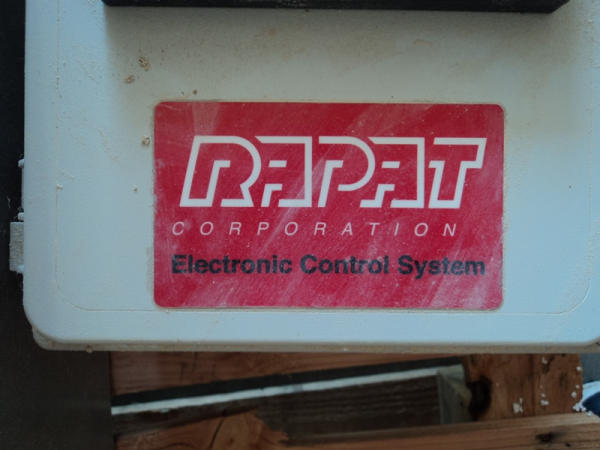 RAPAT
CORPORATION
Electronic Control System